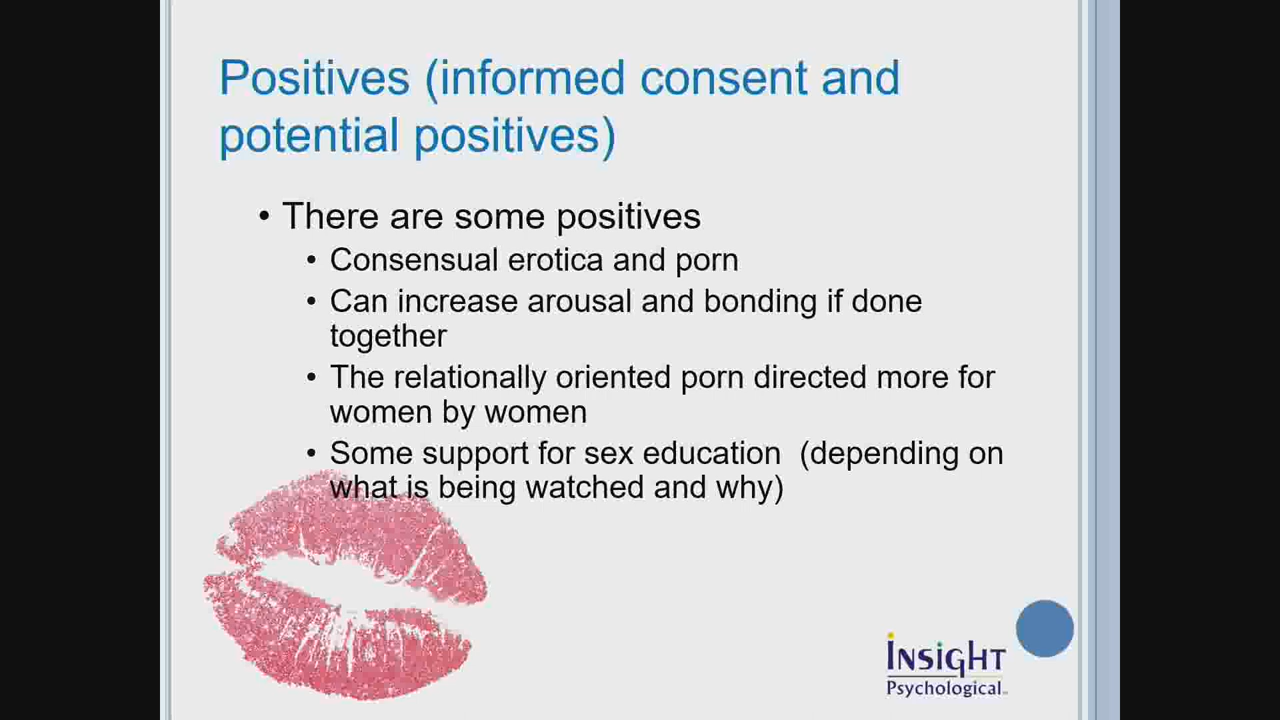 Positives (informed consent and
potential positives)
• There are some positives
• Consensual erotica and porn
• Can increase arousal and bonding if done
together
• The relationally oriented porn directed more for
women by women
• Some support for sex education  (depending on
what is being watched and why)
InSigHt
Psychological